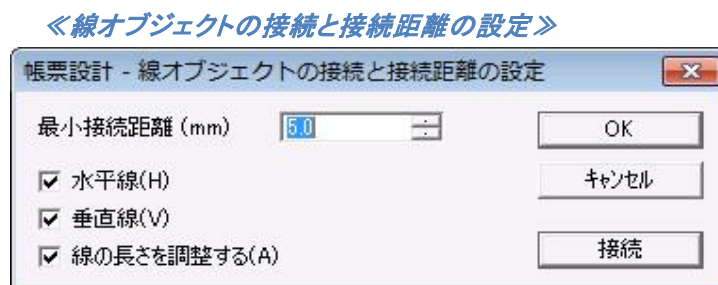 ≪線オブジェクトの接続と接続距離の設定≫
帳票設計 - 線オブジェクトの接続と接続距離の設定
最小接続距離 (mm) 5.0 OK
水平線(H) キャンセル
垂直線(V)
線の長さを調整する(A) 接続